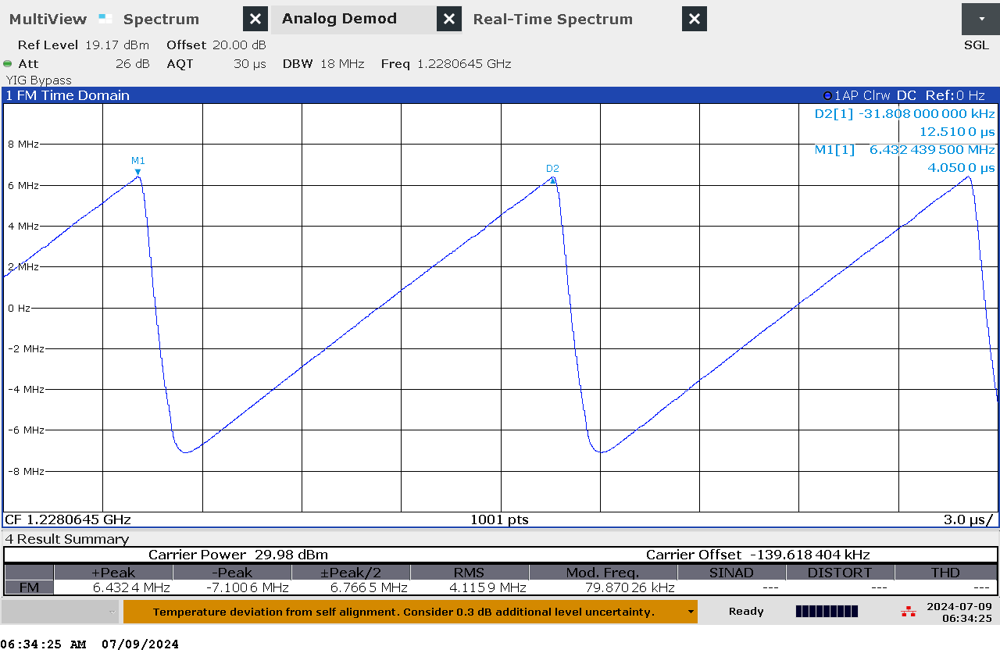 MultiView Spectrum Analog Demod Real-Time Spectrum
Ref Level 19.17 dBm Offset 20.00 dB SGL
Att 26 dB AQT 30 µs DBW 18 MHz Freq 1.2280645 GHz
YIG Bypass
1 FM Time Domain 1AP Clrw DC Ref: 0 Hz
D2[1] -31.808 000 000 kHz
12.510 0 µs
M1[1] 6.432 439 500 MHz
4.050 0 µs
8 MHz
M1
D2
6 MHz
4 MHz
2 MHz
0 Hz
-2 MHz
-4 MHz
-6 MHz
-8 MHz
CF 1.2280645 GHz 1001 pts 3.0 µs/
4 Result Summary
Carrier Power 29.98 dBm Carrier Offset -139.618 404 kHz
+Peak -Peak ±Peak/2 RMS Mod. Freq. SINAD DISTORT THD
FM 6.432 4 MHz -7.100 6 MHz 6.766 5 MHz 4.115 9 MHz 79.870 26 kHz --- --- ---
Temperature deviation from self alignment. Consider 0.3 dB additional level uncertainty. Ready 2024-07-09
06:34:25
06:34:25 AM 07/09/2024